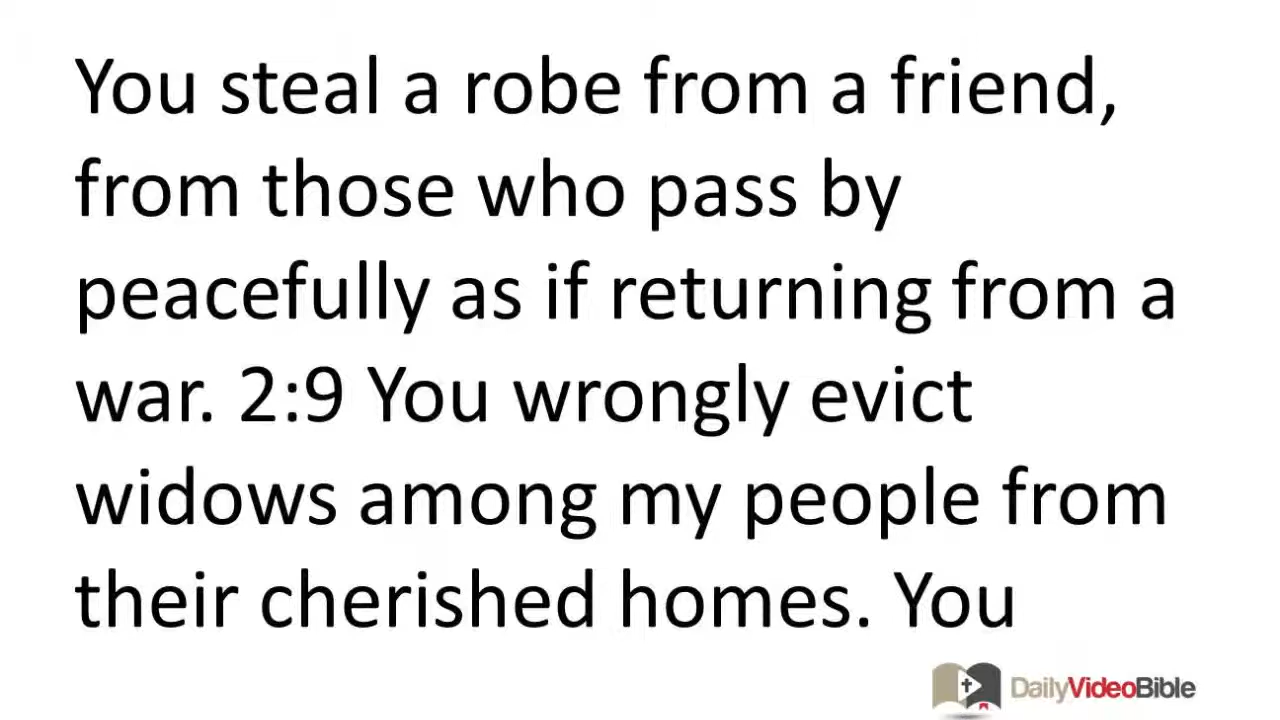 You steal a robe from a friend,
from those who pass by
peacefully as if returning from a
war. 2:9 You wrongly evict
widows among my people from
their cherished homes. You
DailyVideoBible